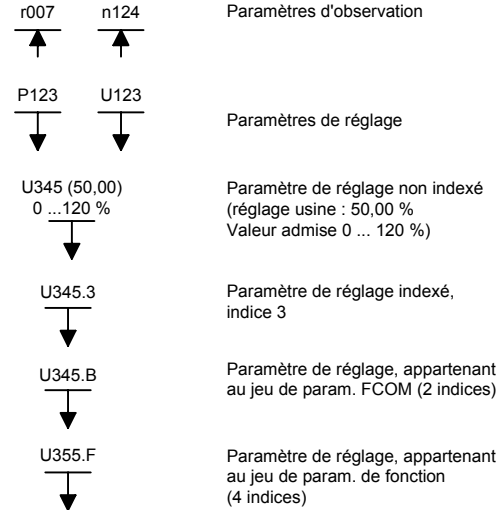 r007 n124 Paramètres d'observation
P123 U123
Paramètres de réglage
U345 (50,00) Paramètre de réglage non indexé
0 ...120 % (réglage usine : 50,00 %
Valeur admise 0 ... 120 %)
U345.3 Paramètre de réglage indexé,
indice 3
U345.B Paramètre de réglage, appartenant
au jeu de param. FCOM (2 indices)
U355.F Paramètre de réglage, appartenant
au jeu de param. de fonction
(4 indices)